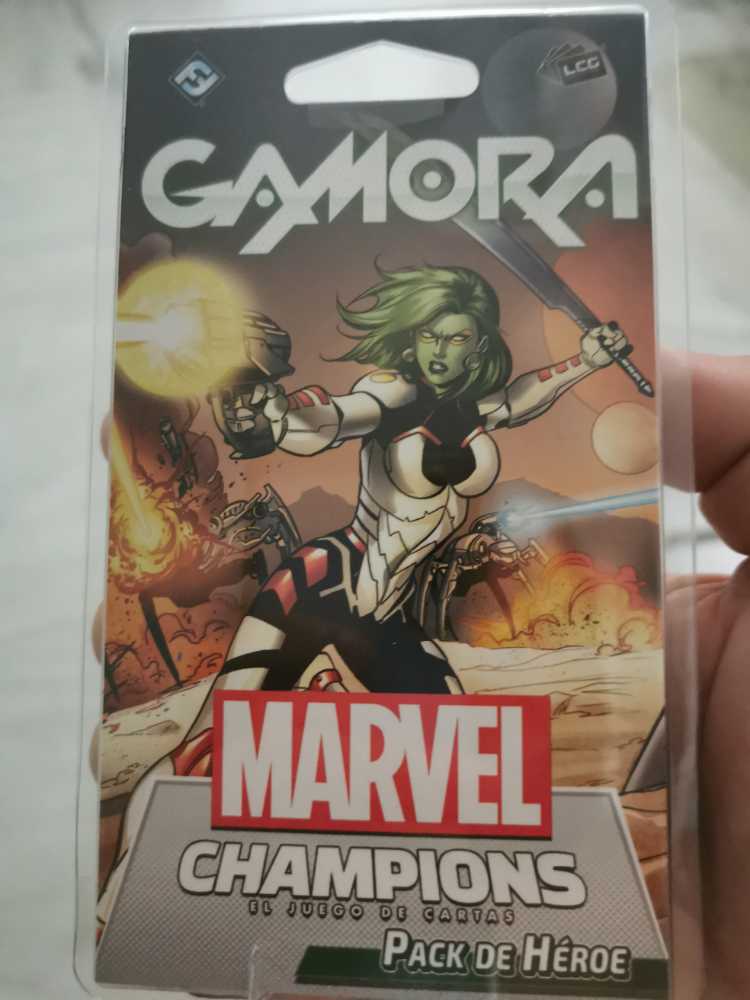 LCG
GAMORA
MARVEL
CHAMPIONS
EL JUEGO DE CARTAS
PACK DE HÉROE